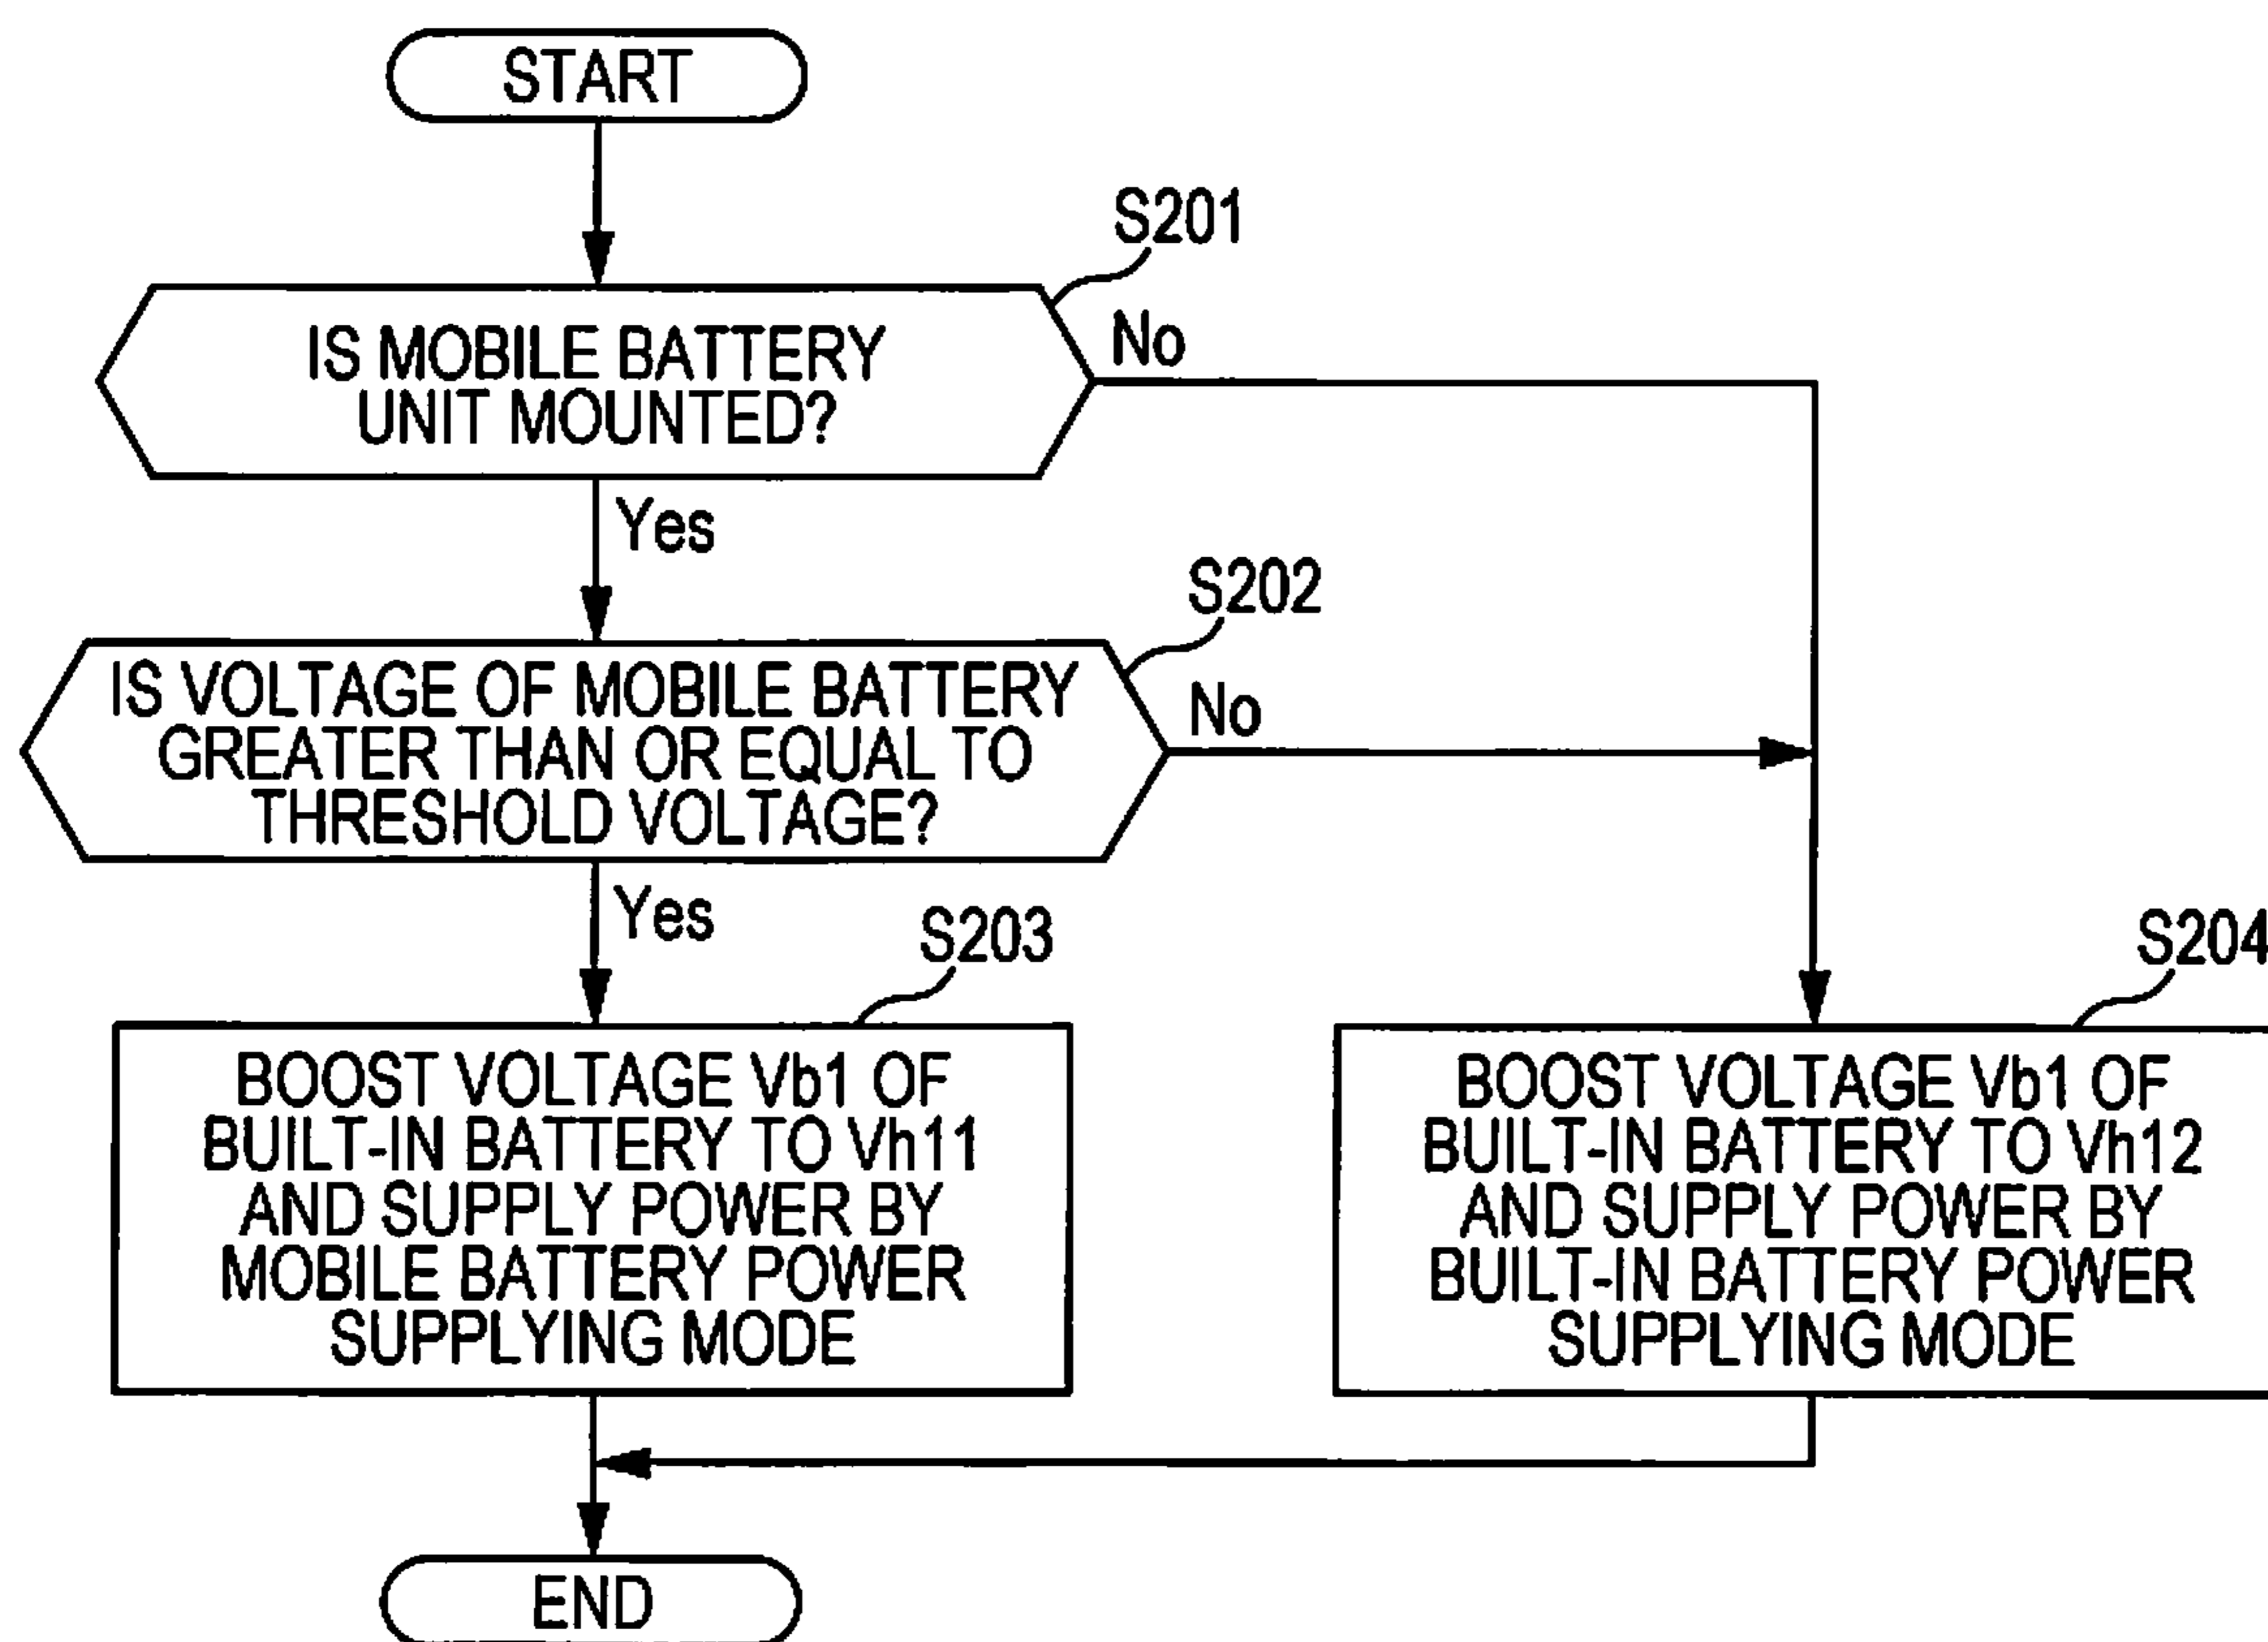 START
S201
IS MOBILE BATTERY
UNIT MOUNTED?
No
Yes
S202
IS VOLTAGE OF MOBILE BATTERY
GREATER THAN OR EQUAL TO
THRESHOLD VOLTAGE?
No
Yes
S203
BOOST VOLTAGE Vb1 OF
BUILT-IN BATTERY TO Vh11
AND SUPPLY POWER BY
MOBILE BATTERY POWER
SUPPLYING MODE
S204
BOOST VOLTAGE Vb1 OF
BUILT-IN BATTERY TO Vh12
AND SUPPLY POWER BY
BUILT-IN BATTERY POWER
SUPPLYING MODE
END